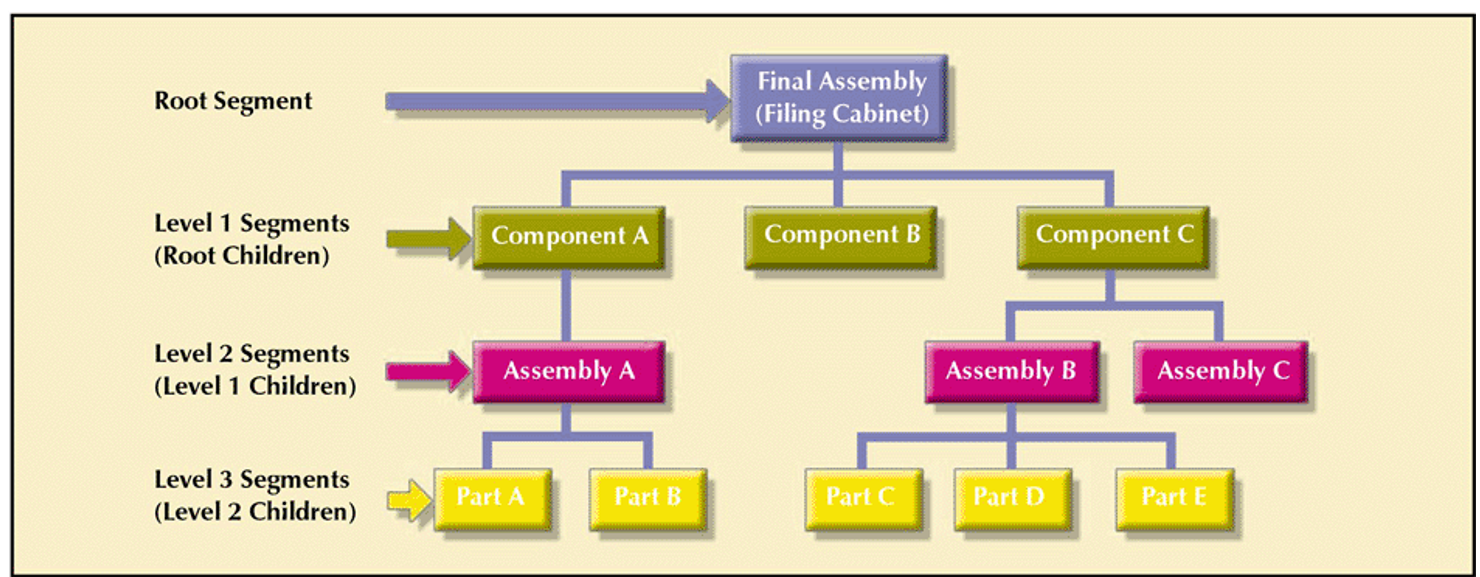 Root Segment
Final Assembly
(Filing Cabinet)
Level 1 Segments
(Root Children)
Component A
Component B
Component C
Level 2 Segments
(Level 1 Children)
Assembly A
Assembly B
Assembly C
Level 3 Segments
(Level 2 Children)
Part A
Part B
Part C
Part D
Part E